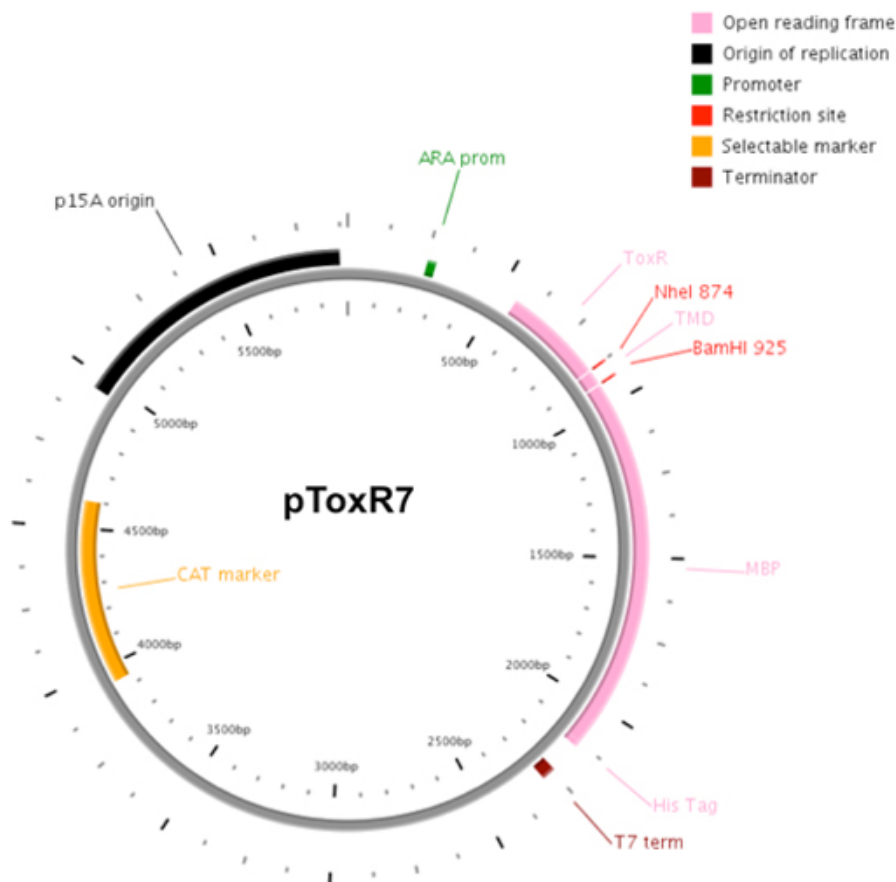 Open reading frame
Origin of replication
Promoter
Restriction site
Selectable marker
Terminator
ARA prom
p15A origin
ToxR
NheI 874
TMD
BamHI 925
5500bp
500bp
5000bp
1000bp
pToxR7
4500bp
1500bp
CAT marker
MBP
4000bp
2000bp
3500bp
2500bp
3000bp
His Tag
T7 term